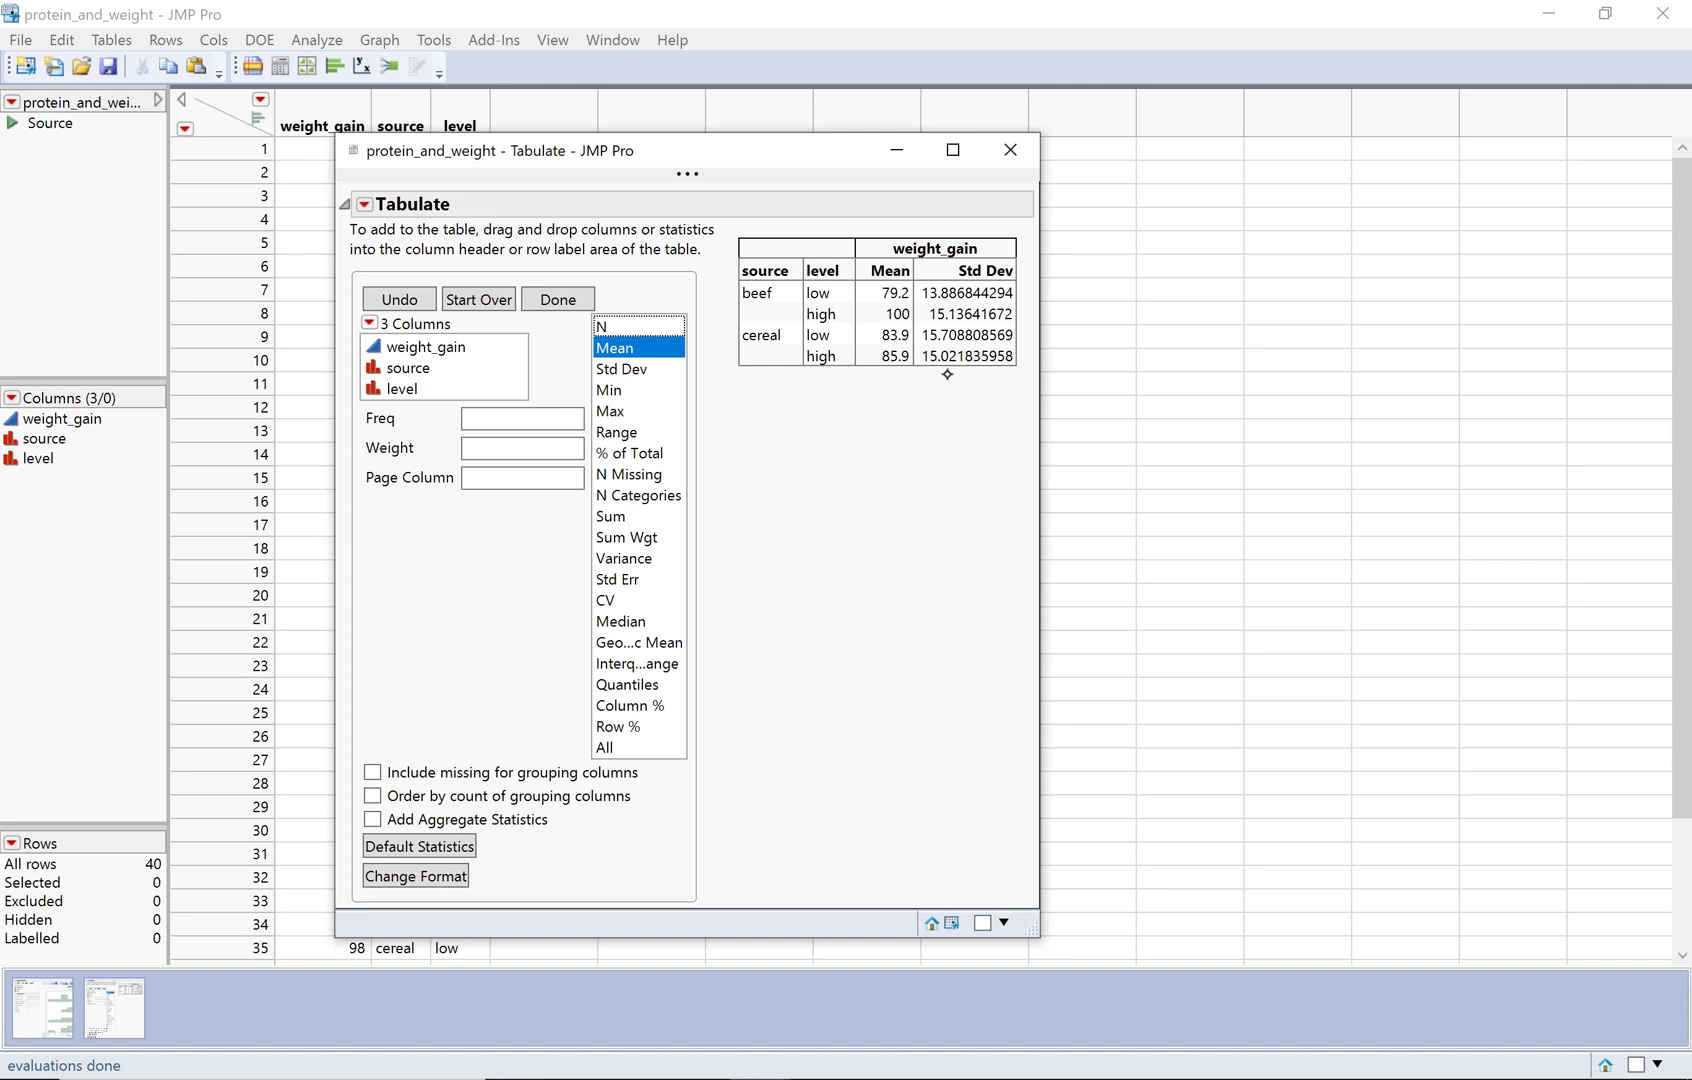 protein_and_weight - JMP Pro
File Edit Tables Rows Cols DOE Analyze Graph Tools Add-Ins View Window Help
protein_and_wei...
Source
weight_gain source level
1
2
3
4
5
6
7
8
9
10
11
12
13
14
15
16
17
18
19
20
21
22
23
24
25
26
27
28
29
30
31
32
33
34
35 98 cereal low
Columns (3/0)
weight_gain
source
level
Rows
All rows 40
Selected 0
Excluded 0
Hidden 0
Labelled 0
protein_and_weight - Tabulate - JMP Pro
Tabulate
To add to the table, drag and drop columns or statistics
into the column header or row label area of the table.
Undo Start Over Done
3 Columns
weight_gain
source
level
Freq
Weight
Page Column
N
Mean
Std Dev
Min
Max
Range
% of Total
N Missing
N Categories
Sum
Sum Wgt
Variance
Std Err
CV
Median
Geo...c Mean
Interq...ange
Quantiles
Column %
Row %
All
Include missing for grouping columns
Order by count of grouping columns
Add Aggregate Statistics
Default Statistics
Change Format
weight_gain
source level Mean Std Dev
beef low 79.2 13.886844294
high 100 15.13641672
cereal low 83.9 15.708808569
high 85.9 15.021835958
evaluations done